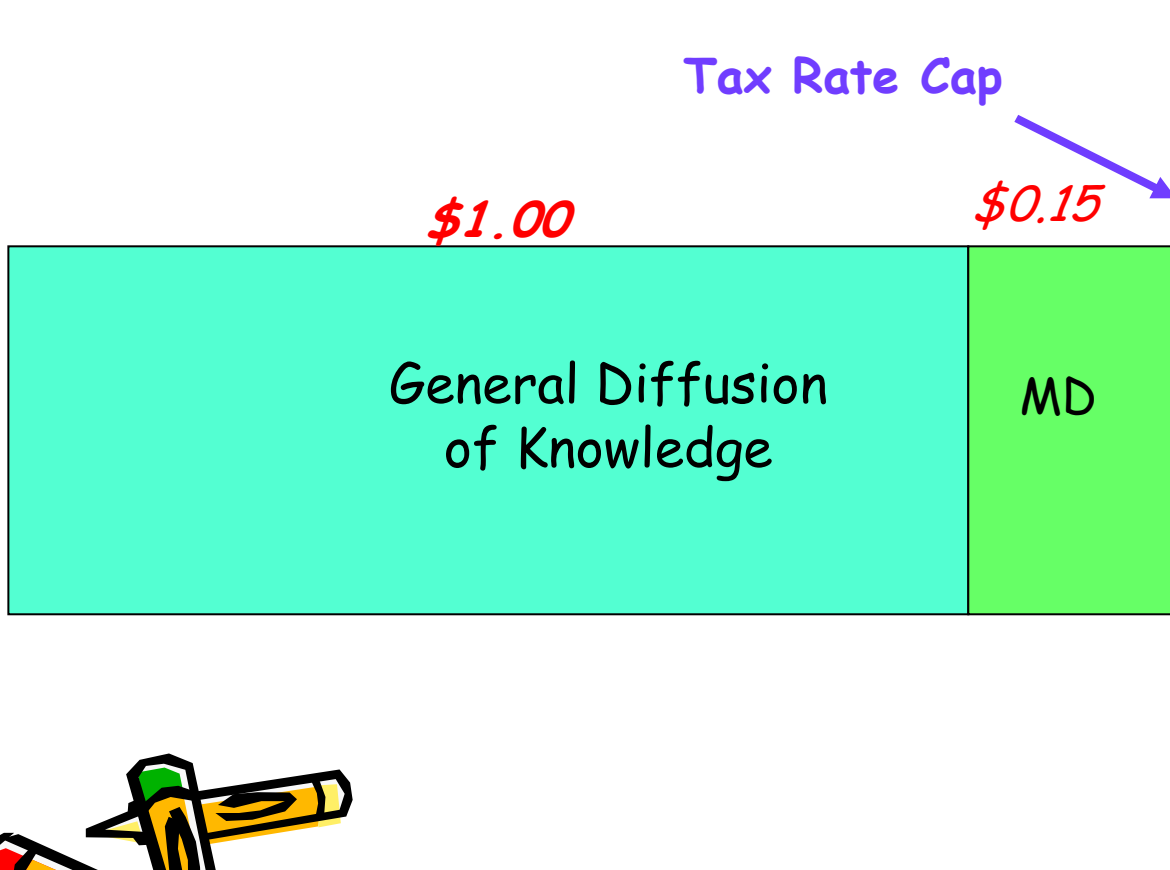 Tax Rate Cap
$1.00
$0.15
General Diffusion
of Knowledge
MD